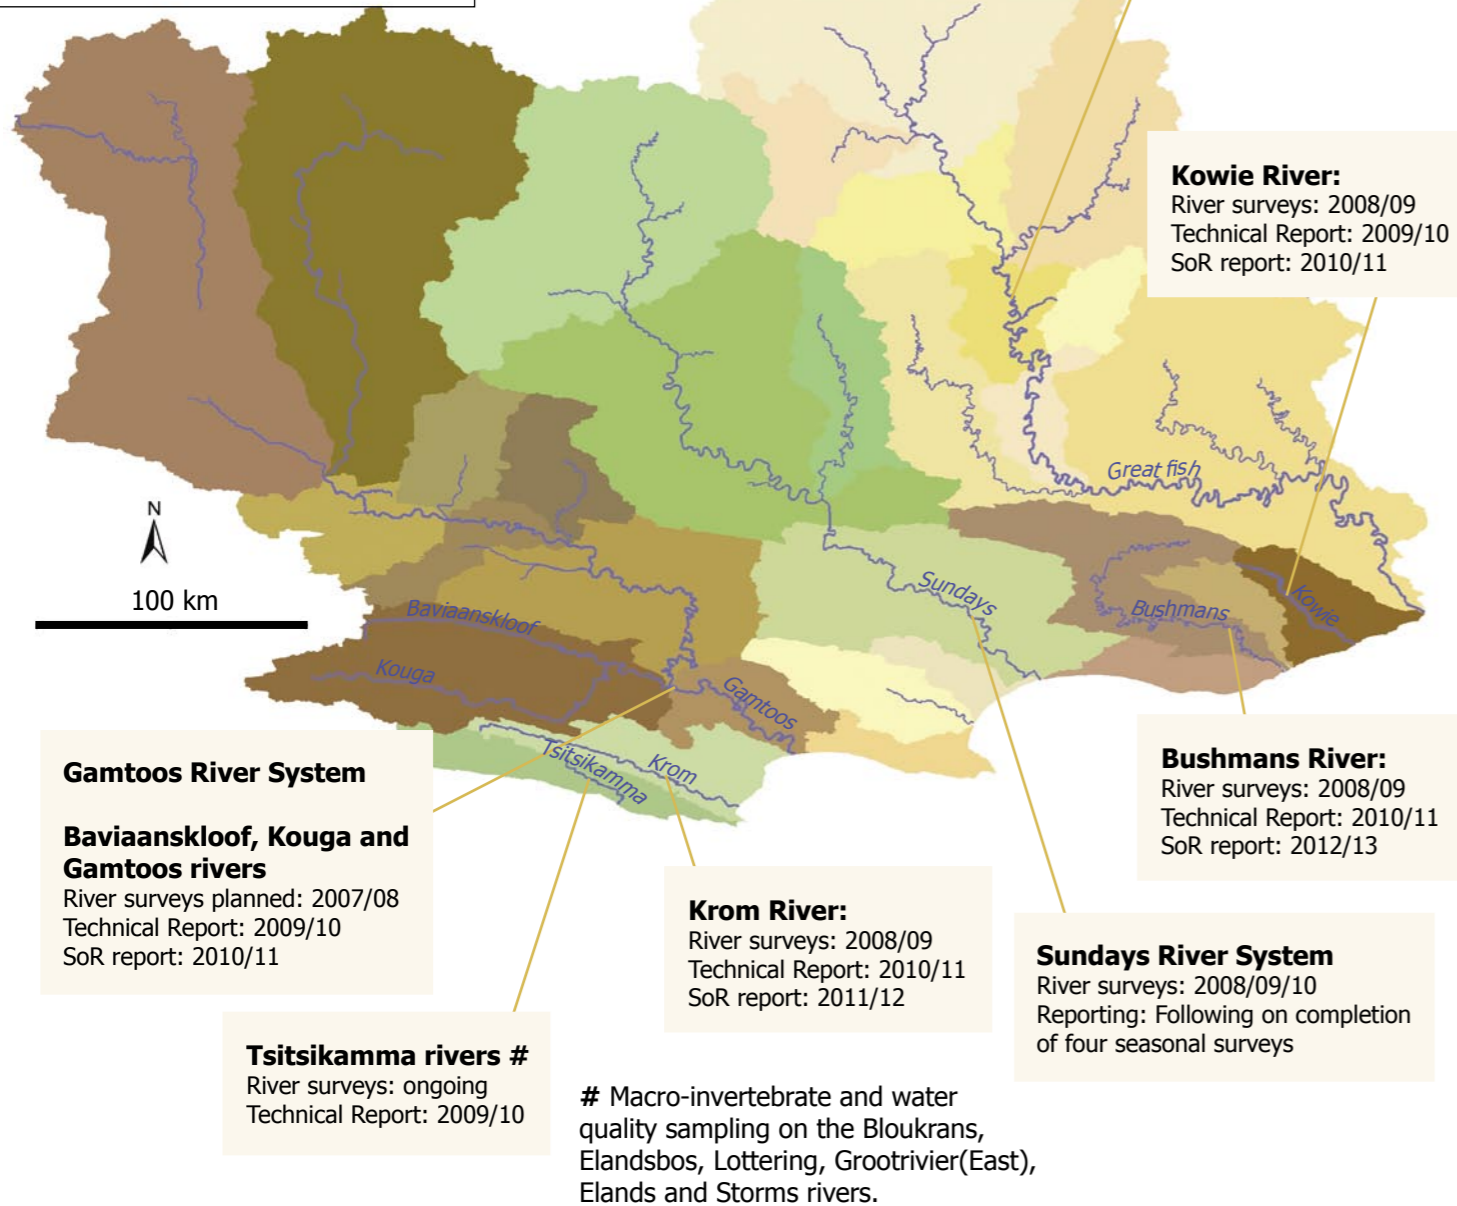 Kowie River:
River surveys: 2008/09
Technical Report: 2009/10
SoR report: 2010/11
Great fish
N
100 km
Sundays
Kowie
Bushmans
Baviaanskloof
Kouga
Gamtoos
Tsitsikamma
Krom
Gamtoos River System
Baviaanskloof, Kouga and
Gamtoos rivers
River surveys planned: 2007/08
Technical Report: 2009/10
SoR report: 2010/11
Bushmans River:
River surveys: 2008/09
Technical Report: 2010/11
SoR report: 2012/13
Krom River:
River surveys: 2008/09
Technical Report: 2010/11
SoR report: 2011/12
Sundays River System
River surveys: 2008/09/10
Reporting: Following on completion
of four seasonal surveys
Tsitsikamma rivers #
River surveys: ongoing
Technical Report: 2009/10
# Macro-invertebrate and water
quality sampling on the Bloukrans,
Elandsbos, Lottering, Grootrivier(East),
Elands and Storms rivers.